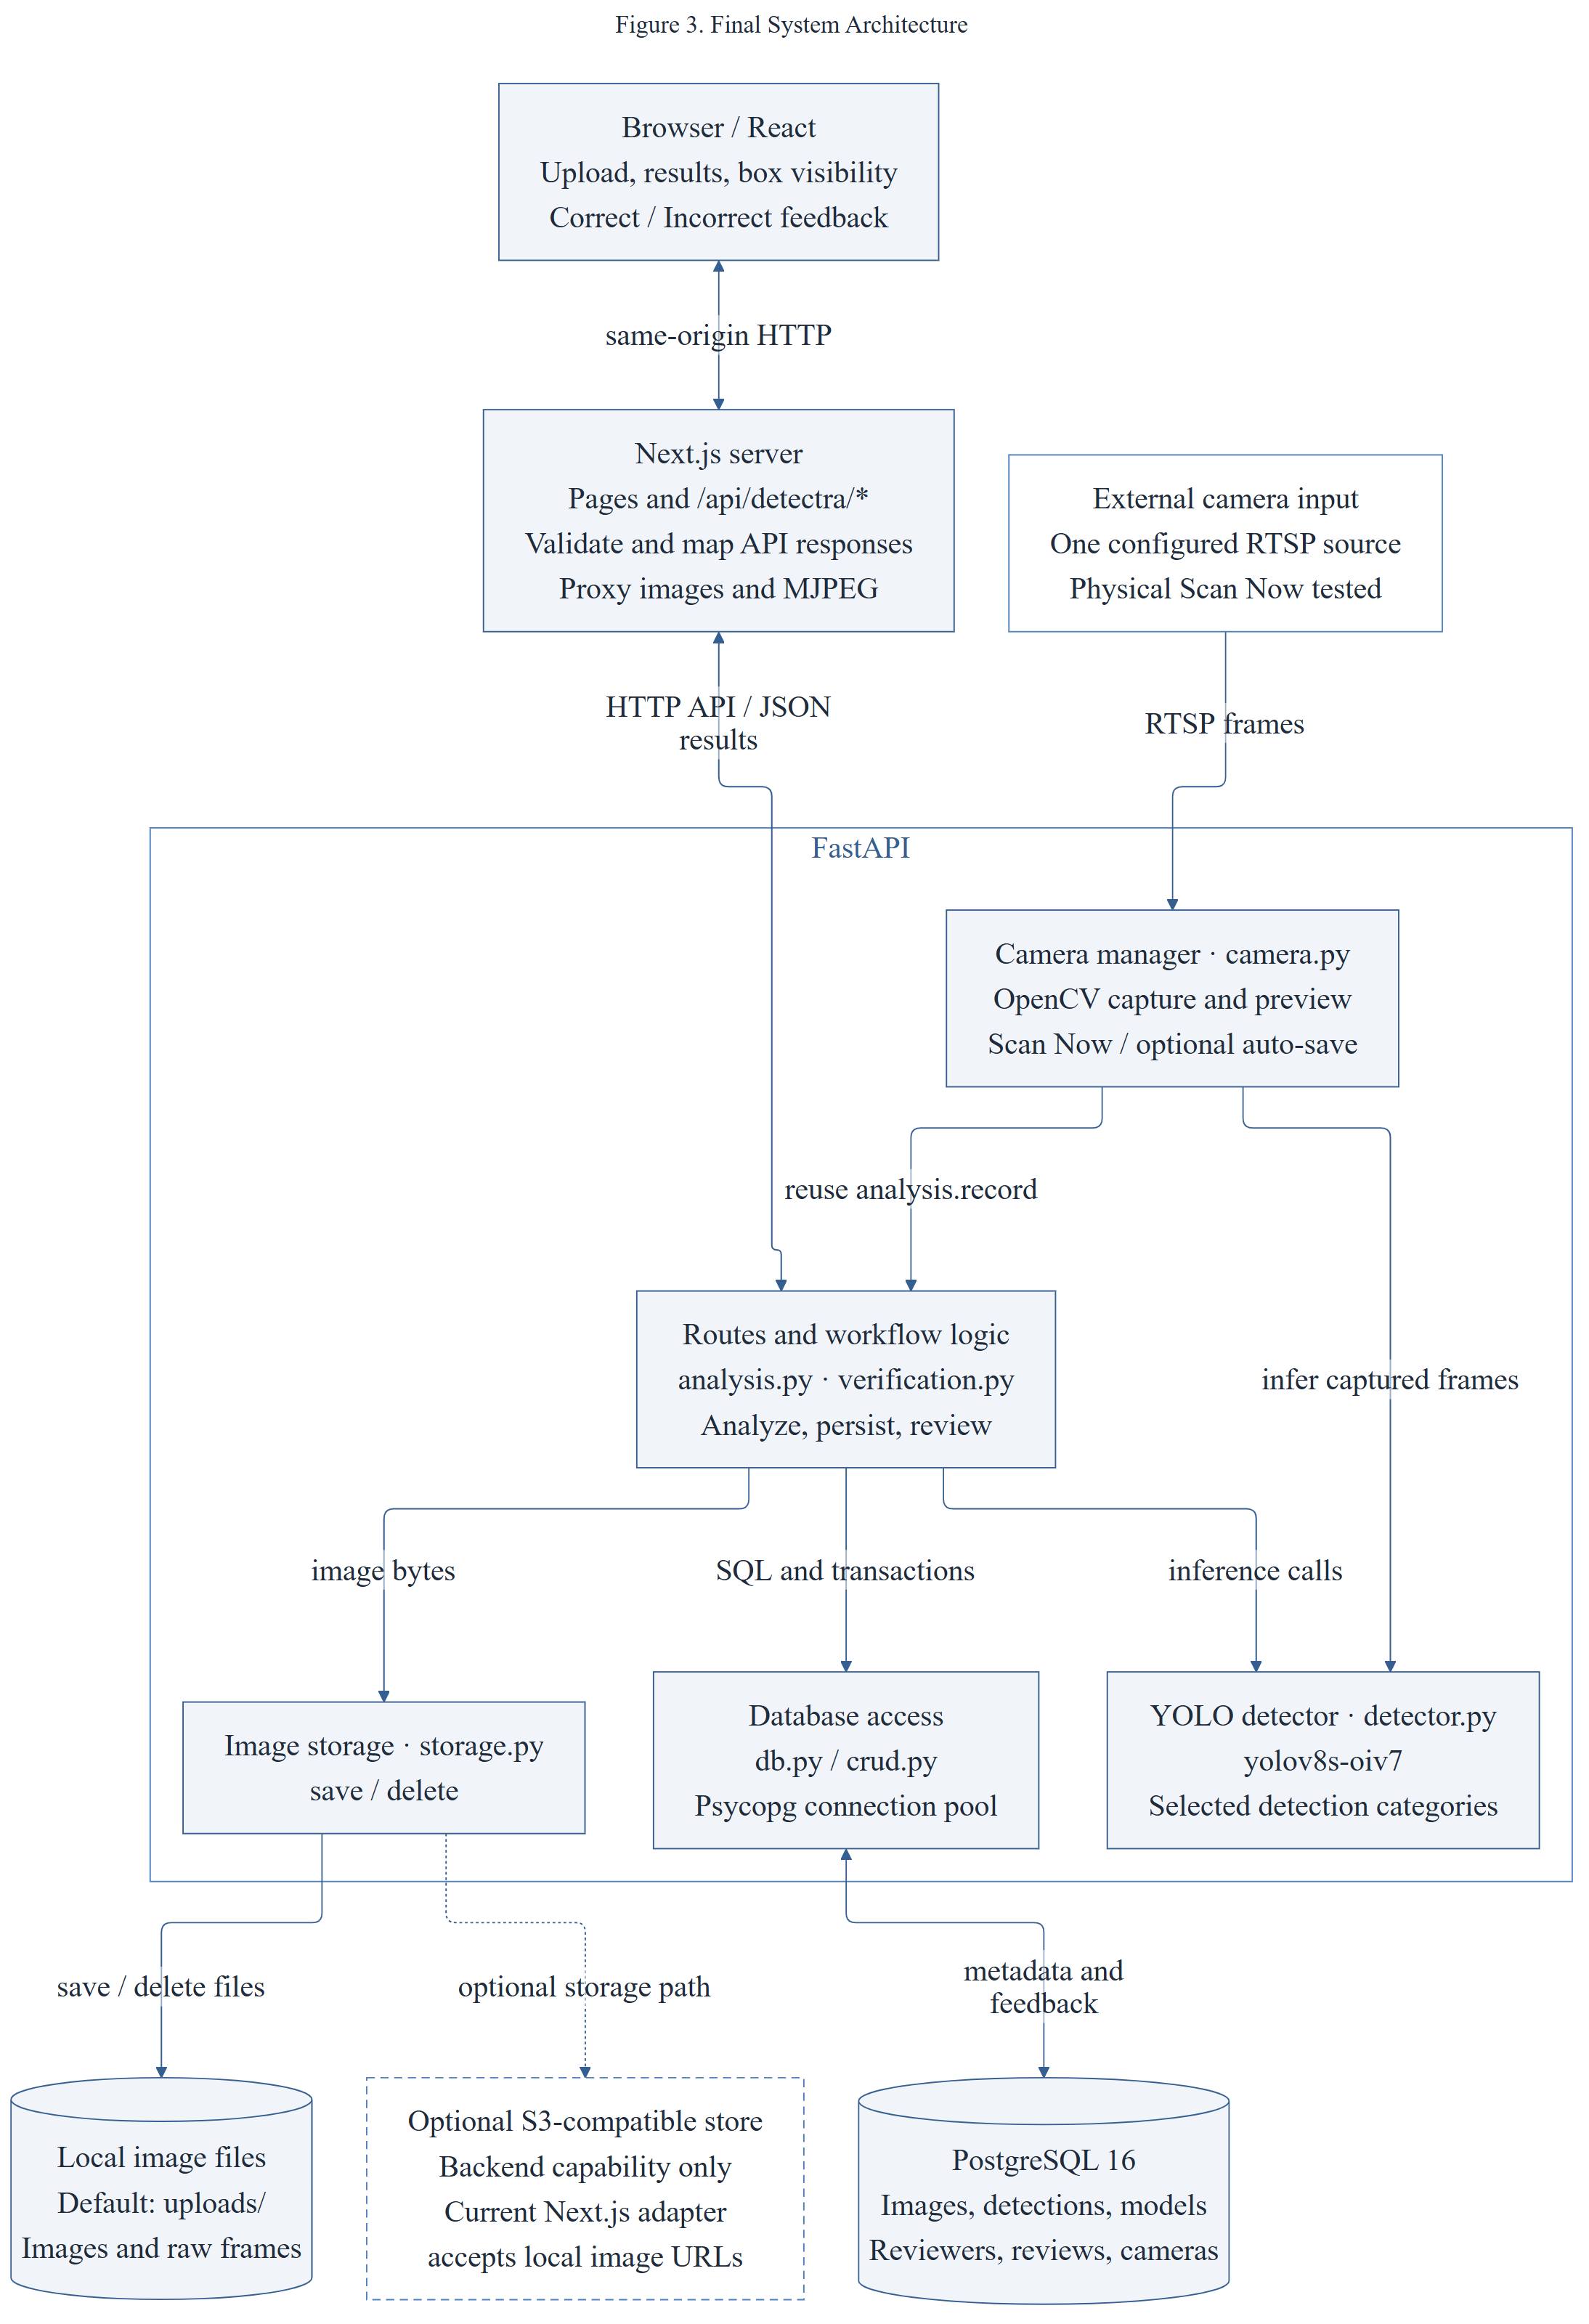 Figure 3. Final System Architecture
Browser / React
Upload, results, box visibility
Correct / Incorrect feedback
same-origin HTTP
Next.js server
Pages and /api/detectra/*
Validate and map API responses
Proxy images and MJPEG
External camera input
One configured RTSP source
Physical Scan Now tested
HTTP API / JSON
results
RTSP frames
FastAPI
Camera manager · camera.py
OpenCV capture and preview
Scan Now / optional auto-save
reuse analysis.record
Routes and workflow logic
analysis.py · verification.py
Analyze, persist, review
infer captured frames
image bytes
SQL and transactions
inference calls
Image storage · storage.py
save / delete
Database access
db.py / crud.py
Psycopg connection pool
YOLO detector · detector.py
yolov8s-oiv7
Selected detection categories
save / delete files
optional storage path
metadata and
feedback
Local image files
Default: uploads/
Images and raw frames
Optional S3-compatible store
Backend capability only
Current Next.js adapter
accepts local image URLs
PostgreSQL 16
Images, detections, models
Reviewers, reviews, cameras